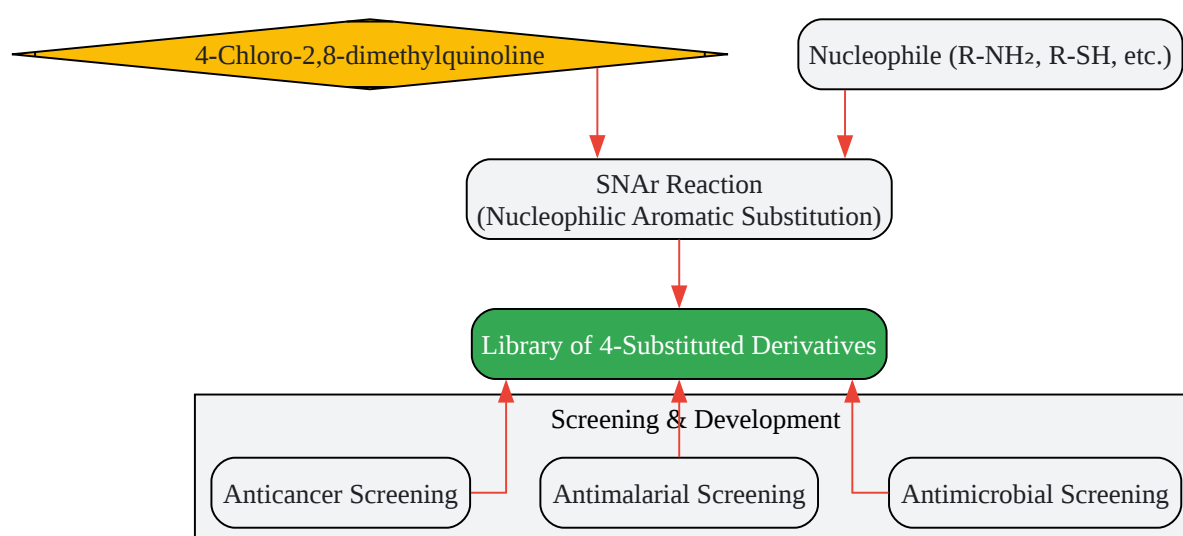 4-Chloro-2,8-dimethylquinoline
Nucleophile (R-NH₂, R-SH, etc.)
SNAr Reaction
(Nucleophilic Aromatic Substitution)
Library of 4-Substituted Derivatives
Screening & Development
Anticancer Screening
Antimalarial Screening
Antimicrobial Screening